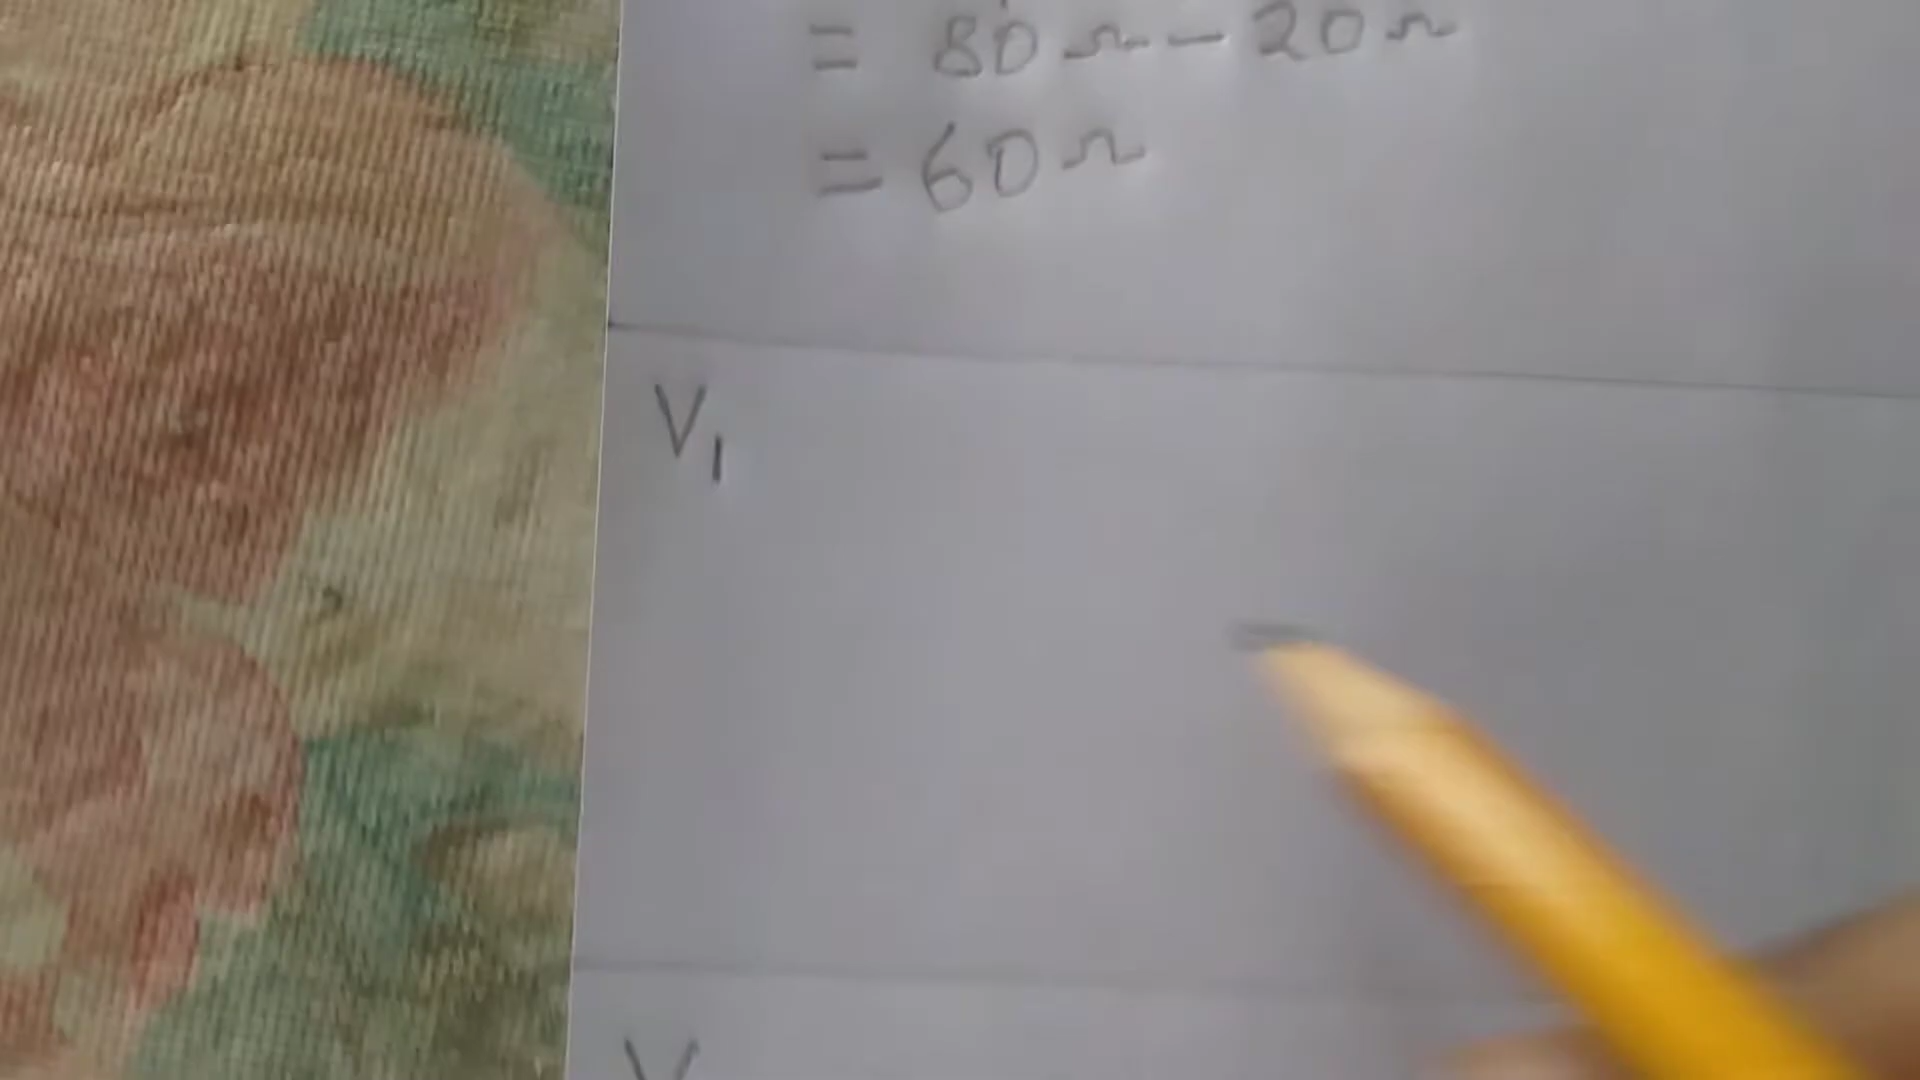 = 80Ω - 20Ω
= 60Ω
V₁
V